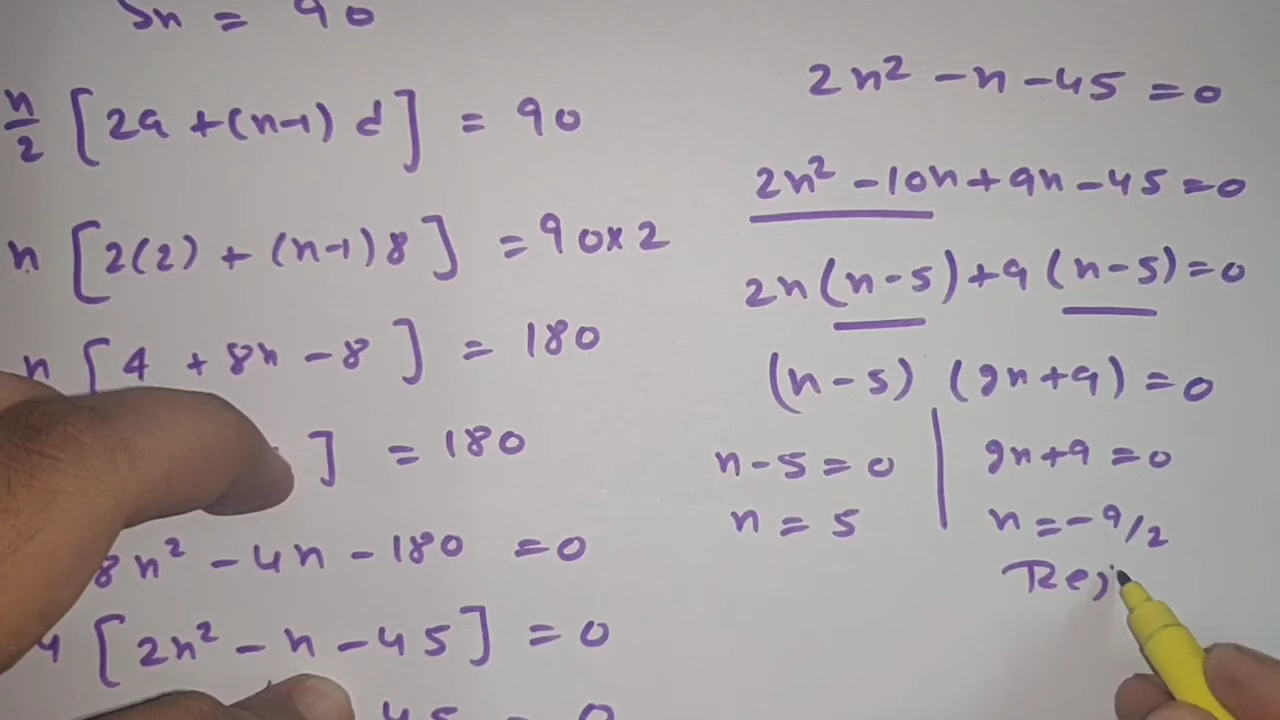 Sn = 90
n/2 [2a + (n-1) d] = 90
n [2(2) + (n-1) 8] = 90 x 2
n [4 + 8n - 8] = 180
] = 180
8n² - 4n - 180 = 0
4 [2n² - n - 45] = 0
45 = 0
2n² - n - 45 = 0
2n² - 10n + 9n - 45 = 0
2n (n - 5) + 9 (n - 5) = 0
(n - 5) (2n + 9) = 0
n - 5 = 0 | 2n + 9 = 0
n = 5 | n = -9/2
Rej